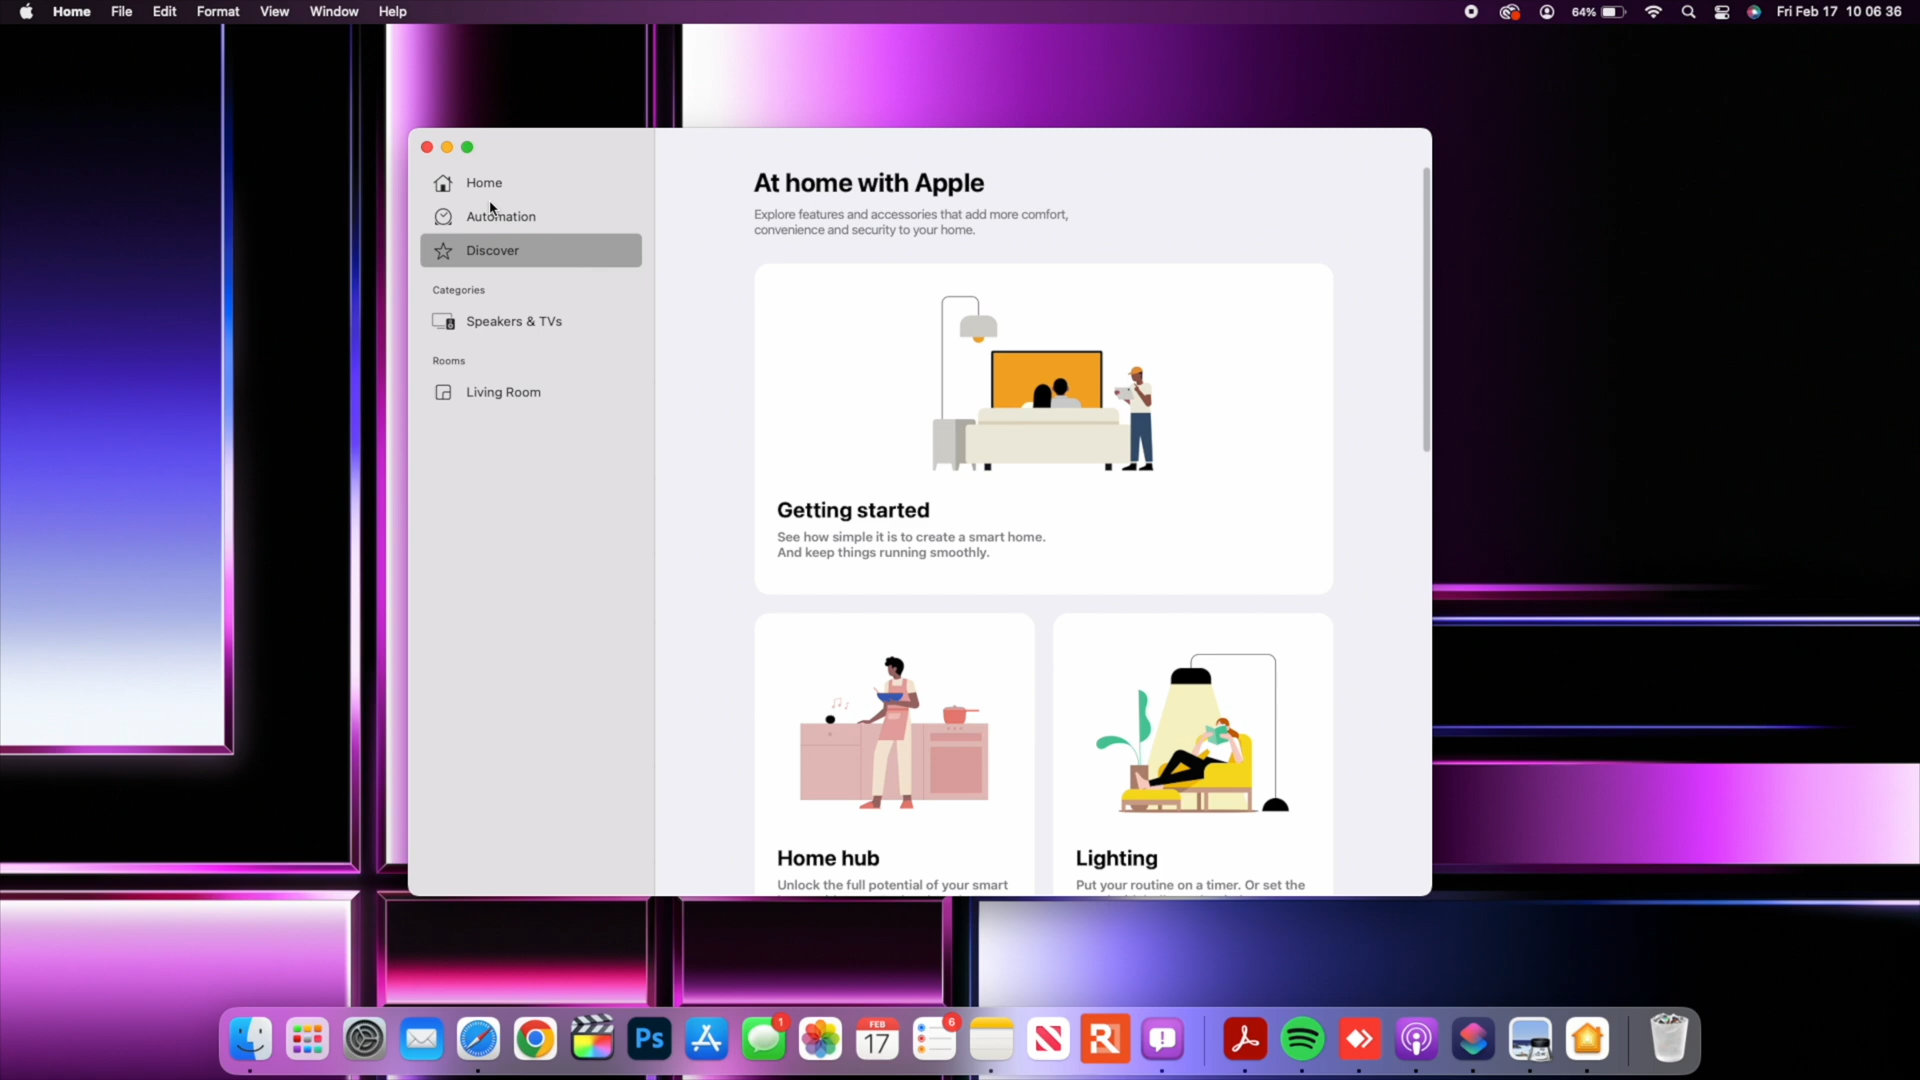 Home File Edit Format View Window Help
64% Fri Feb 17 10 06 36
Home
Automation
Discover
Categories
Speakers & TVs
Rooms
Living Room
At home with Apple
Explore features and accessories that add more comfort,
convenience and security to your home.
Getting started
See how simple it is to create a smart home.
And keep things running smoothly.
Home hub
Unlock the full potential of your smart
Lighting
Put your routine on a timer. Or set the
Ps
1
FEB
17
6